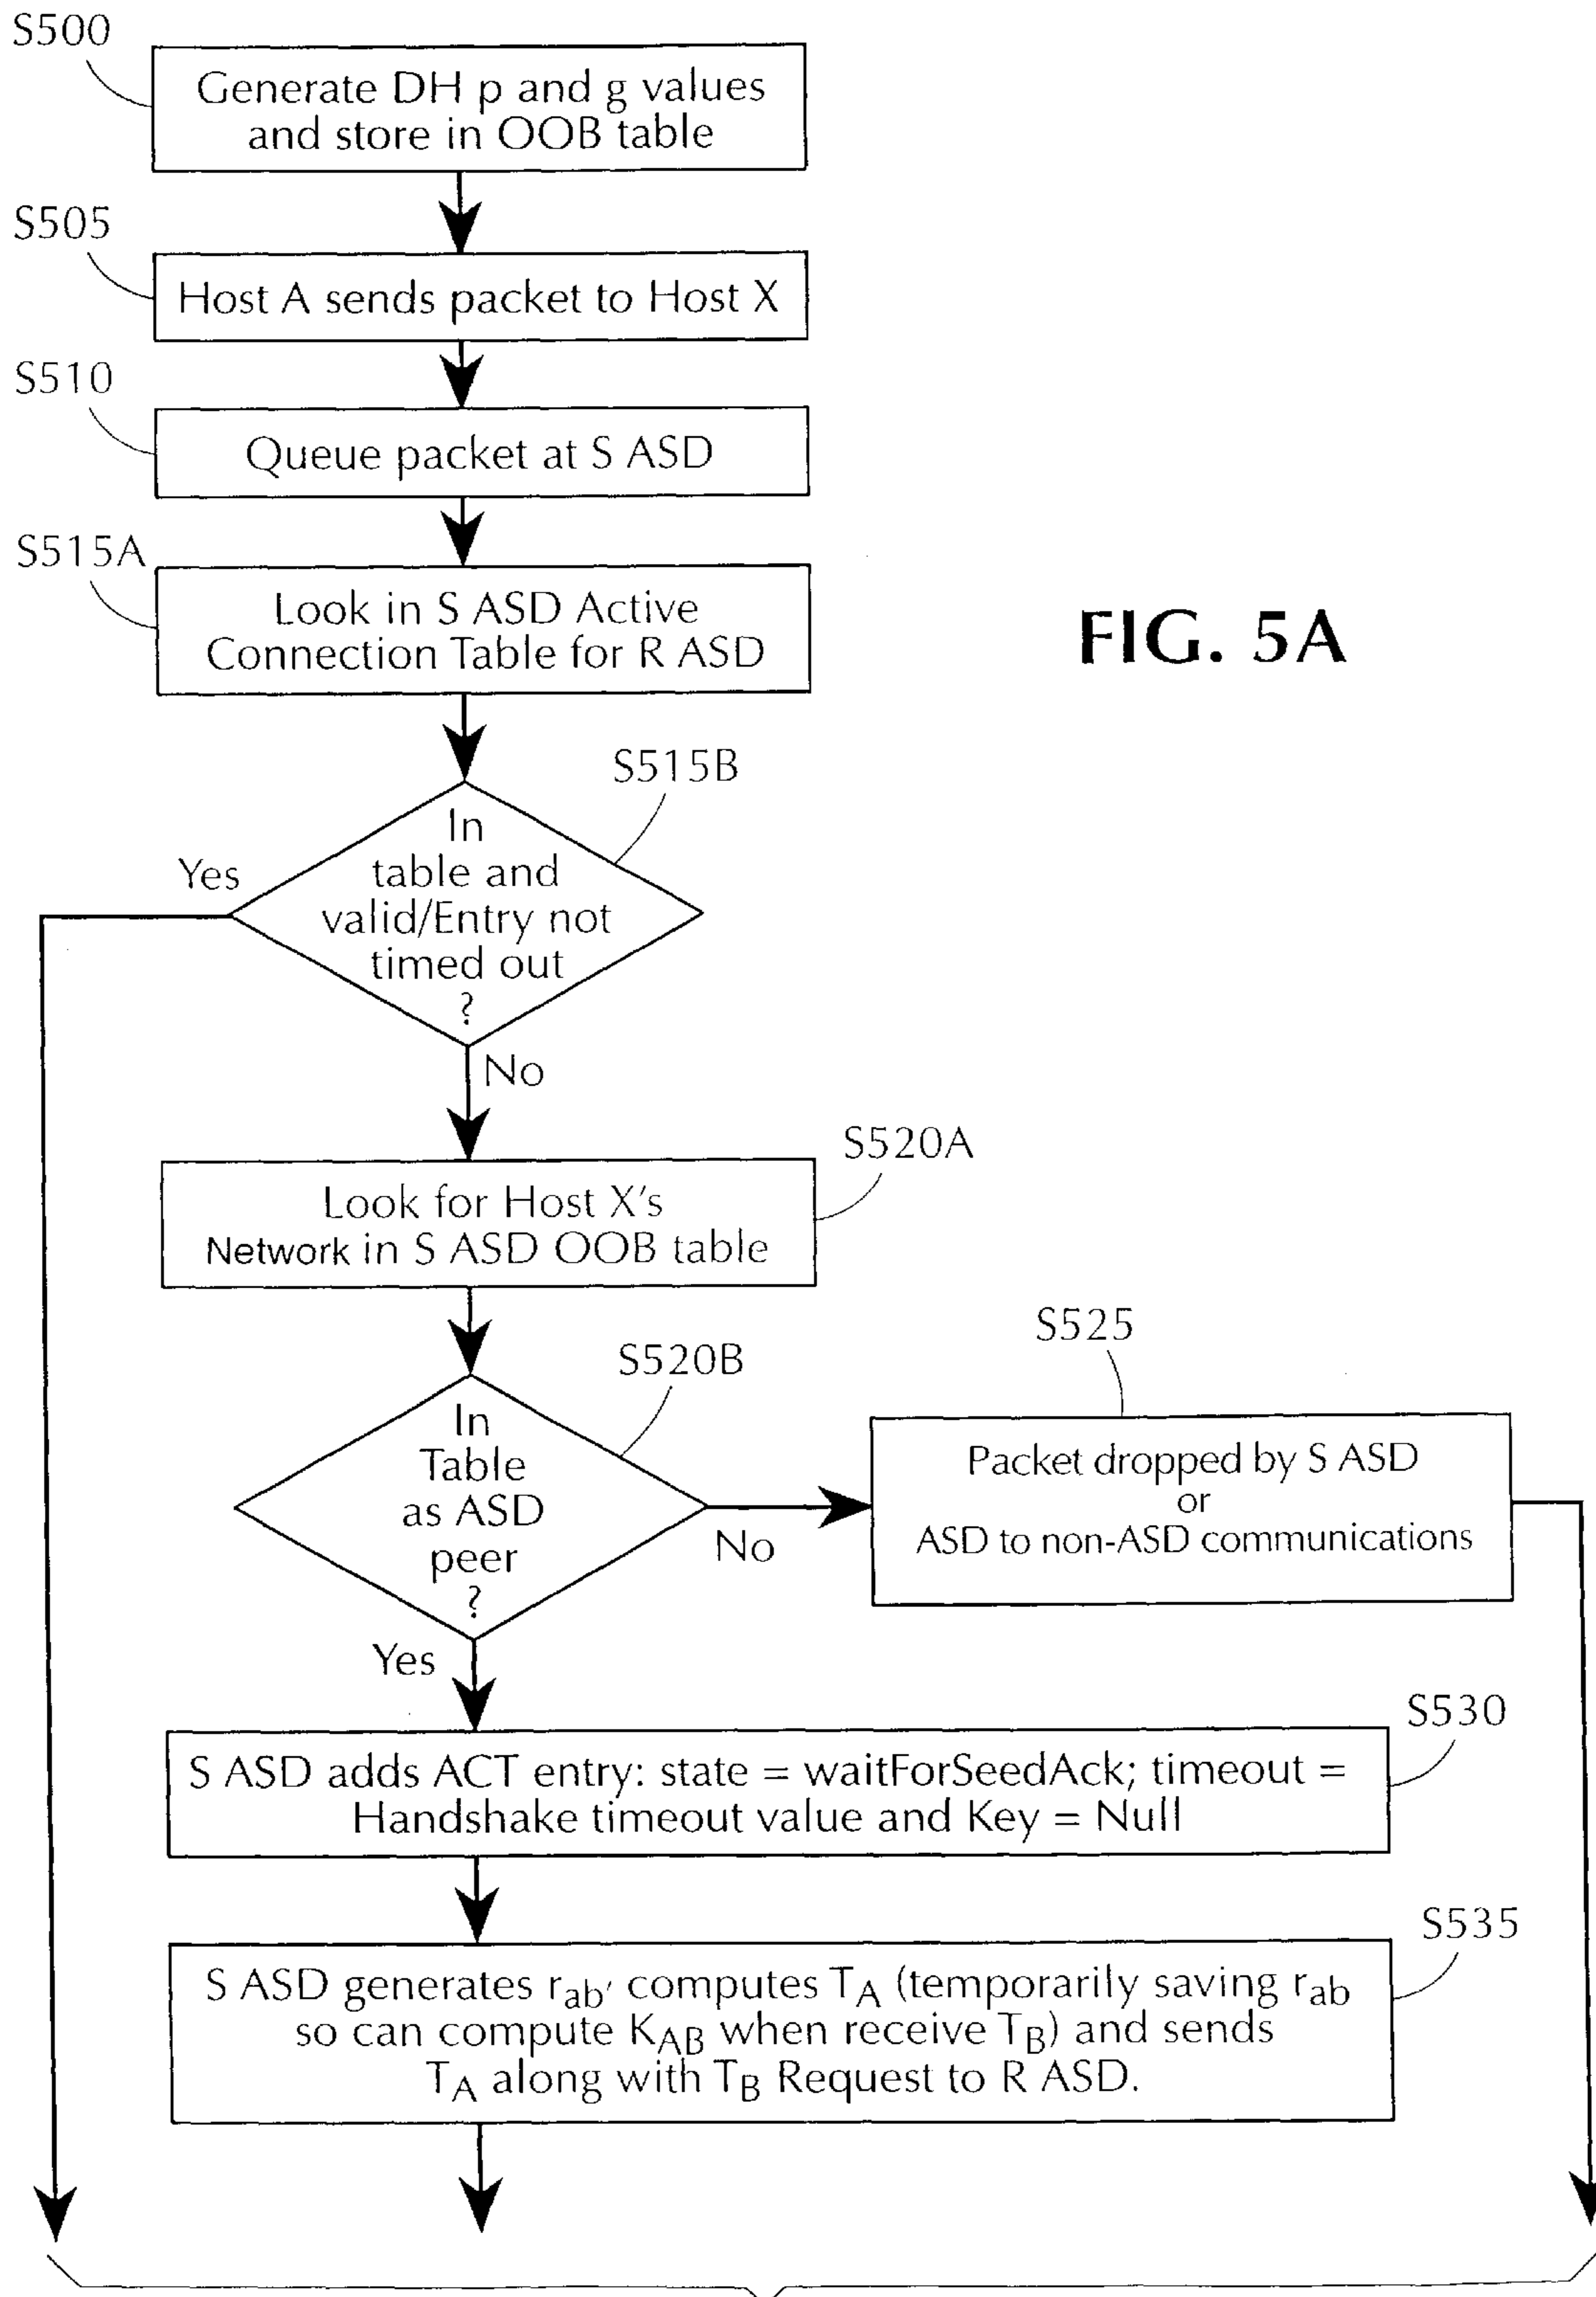 S500
Generate DH p and g values
and store in OOB table
S505
Host A sends packet to Host X
S510
Queue packet at S ASD
S515A
Look in S ASD Active
Connection Table for R ASD
FIG. 5A
S515B
In
table and
valid/Entry not
timed out
?
Yes
No
S520A
Look for Host X's
Network in S ASD OOB table
S520B
In
Table
as ASD
peer
?
No
S525
Packet dropped by S ASD
or
ASD to non-ASD communications
Yes
S530
S ASD adds ACT entry: state = waitForSeedAck; timeout =
Handshake timeout value and Key = Null
S535
S ASD generates rab' computes TA (temporarily saving rab
so can compute KAB when receive TB) and sends
TA along with TB Request to R ASD.